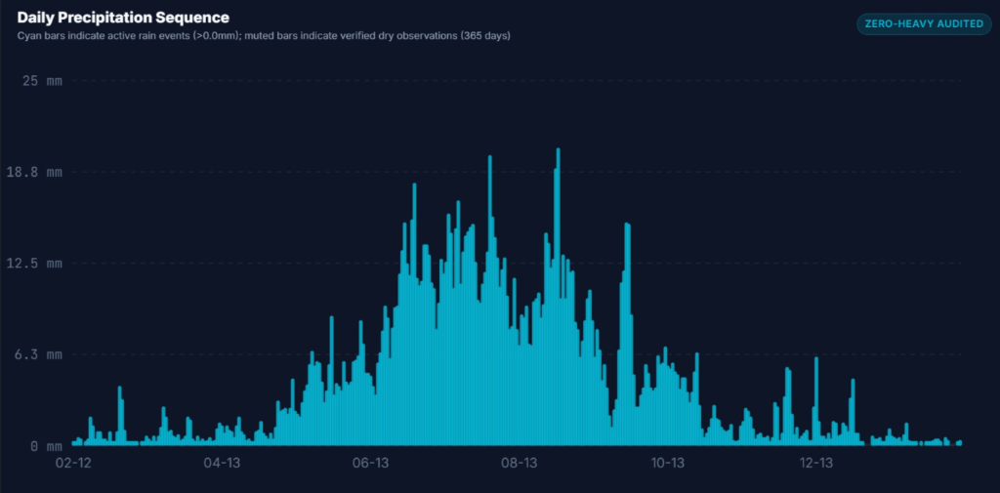 Daily Precipitation Sequence
ZERO-HEAVY AUDITED
Cyan bars indicate active rain events (>0.0mm); muted bars indicate verified dry observations (365 days)
25 mm
18.8 mm
12.5 mm
6.3 mm
0 mm
02-12 04-13 06-13 08-13 10-13 12-13